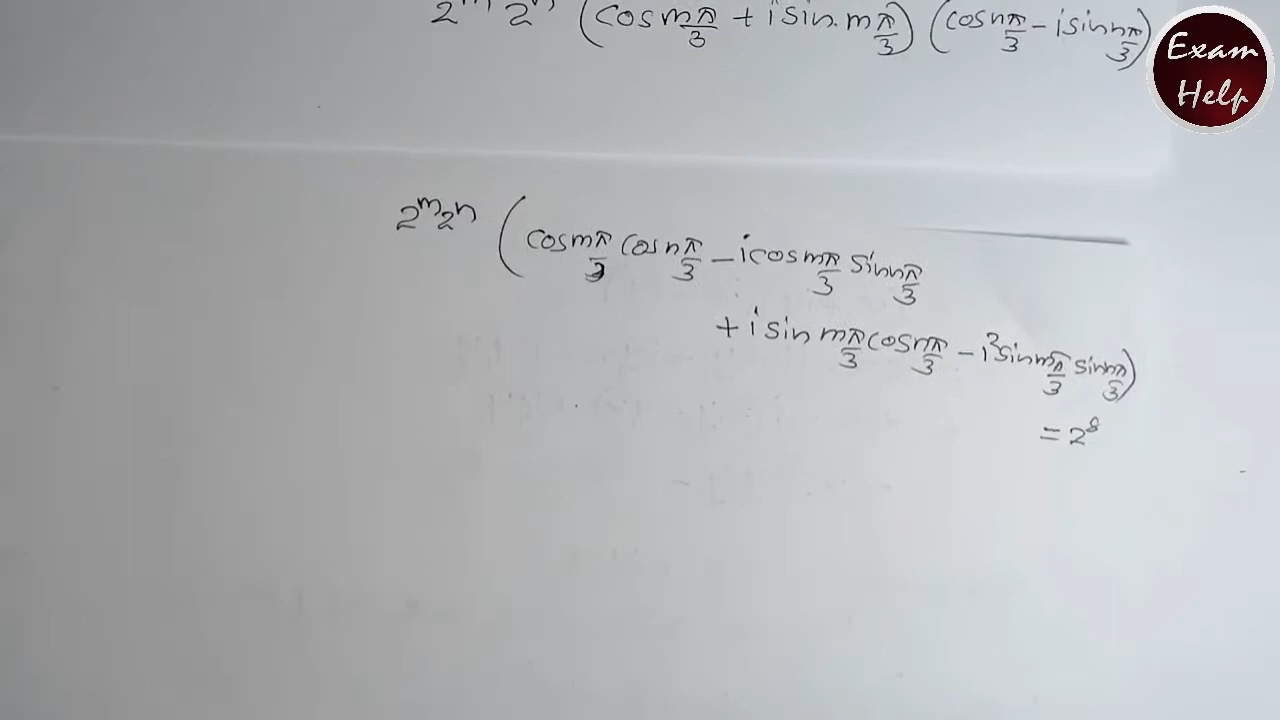 2^m 2^n (cos mπ/3 + i sin. mπ/3) (cos nπ/3 - i sin nπ/3)
Exam
Help
2^m 2^n (cos mπ/3 cos nπ/3 - i cos mπ/3 sin nπ/3
+ i sin mπ/3 cos nπ/3 - i² sin mπ/3 sin nπ/3)
= 2^8